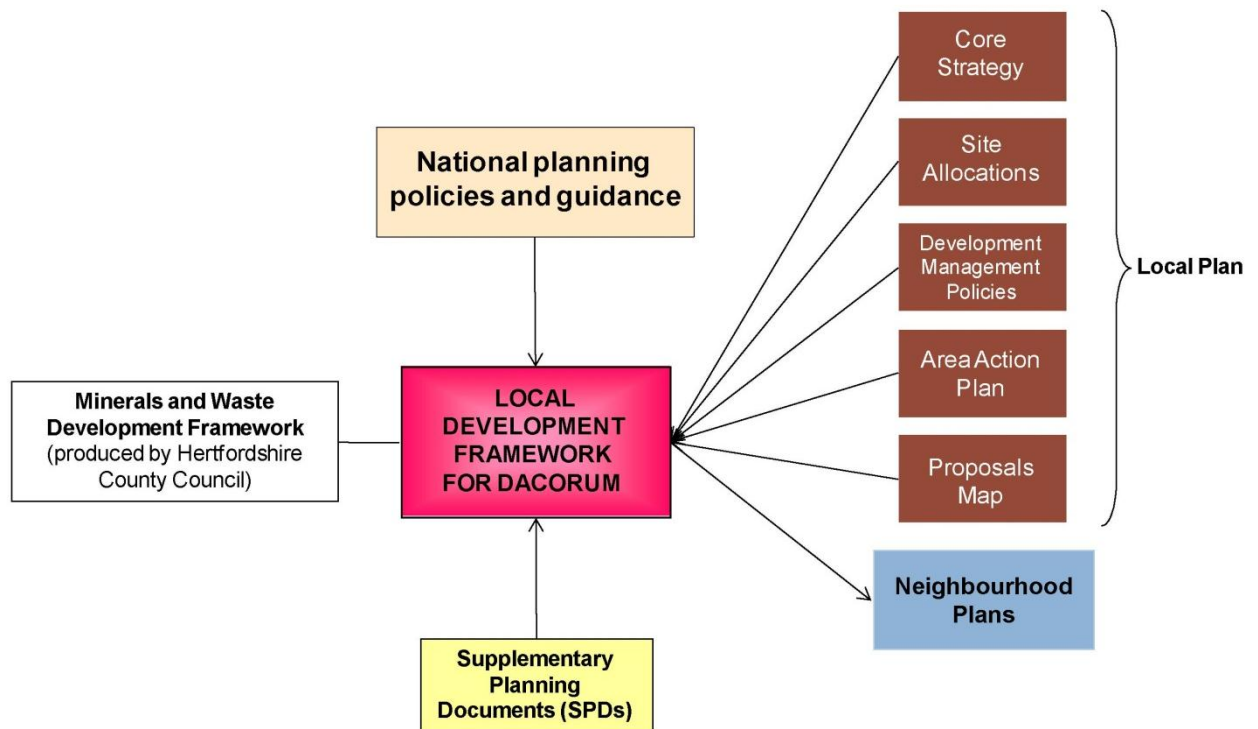 Core
Strategy
National planning
policies and guidance
Site
Allocations
Development
Management
Policies
Local Plan
Area Action
Plan
Minerals and Waste
Development Framework
(produced by Hertfordshire
County Council)
LOCAL
DEVELOPMENT
FRAMEWORK
FOR DACORUM
Proposals
Map
Neighbourhood
Plans
Supplementary
Planning
Documents (SPDs)